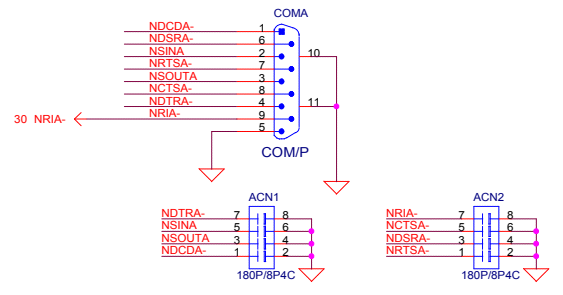 COMA
NDCDA- 1
NDSRA- 6
NSINA 2 10
NRTSA- 7
NSOUTA 3
NCTSA- 8
NDTRA- 4 11
30 NRIA- NRIA- 9
5
COM/P
ACN1
NDTRA- 7 8
NSINA 5 6
NSOUTA 3 4
NDCDA- 1 2
180P/8P4C
ACN2
NRIA- 7 8
NCTSA- 5 6
NDSRA- 3 4
NRTSA- 1 2
180P/8P4C